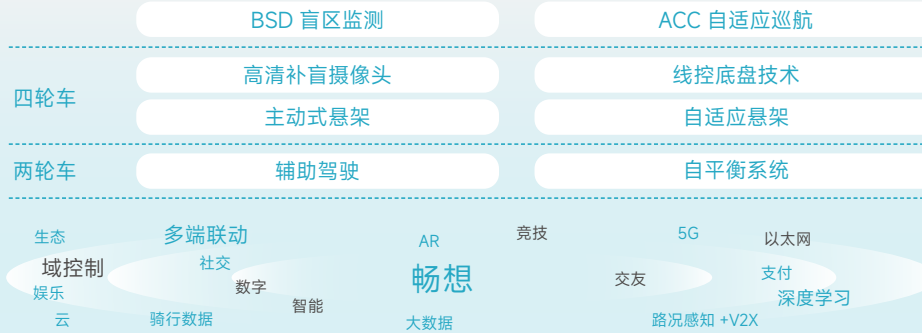 BSD 盲区监测
ACC 自适应巡航
四轮车
高清补盲摄像头
线控底盘技术
主动式悬架
自适应悬架
两轮车
辅助驾驶
自平衡系统
生态
多端联动
AR
竞技
5G
以太网
域控制
社交
数字
畅想
交友
支付
娱乐
智能
深度学习
云
骑行数据
大数据
路况感知 +V2X